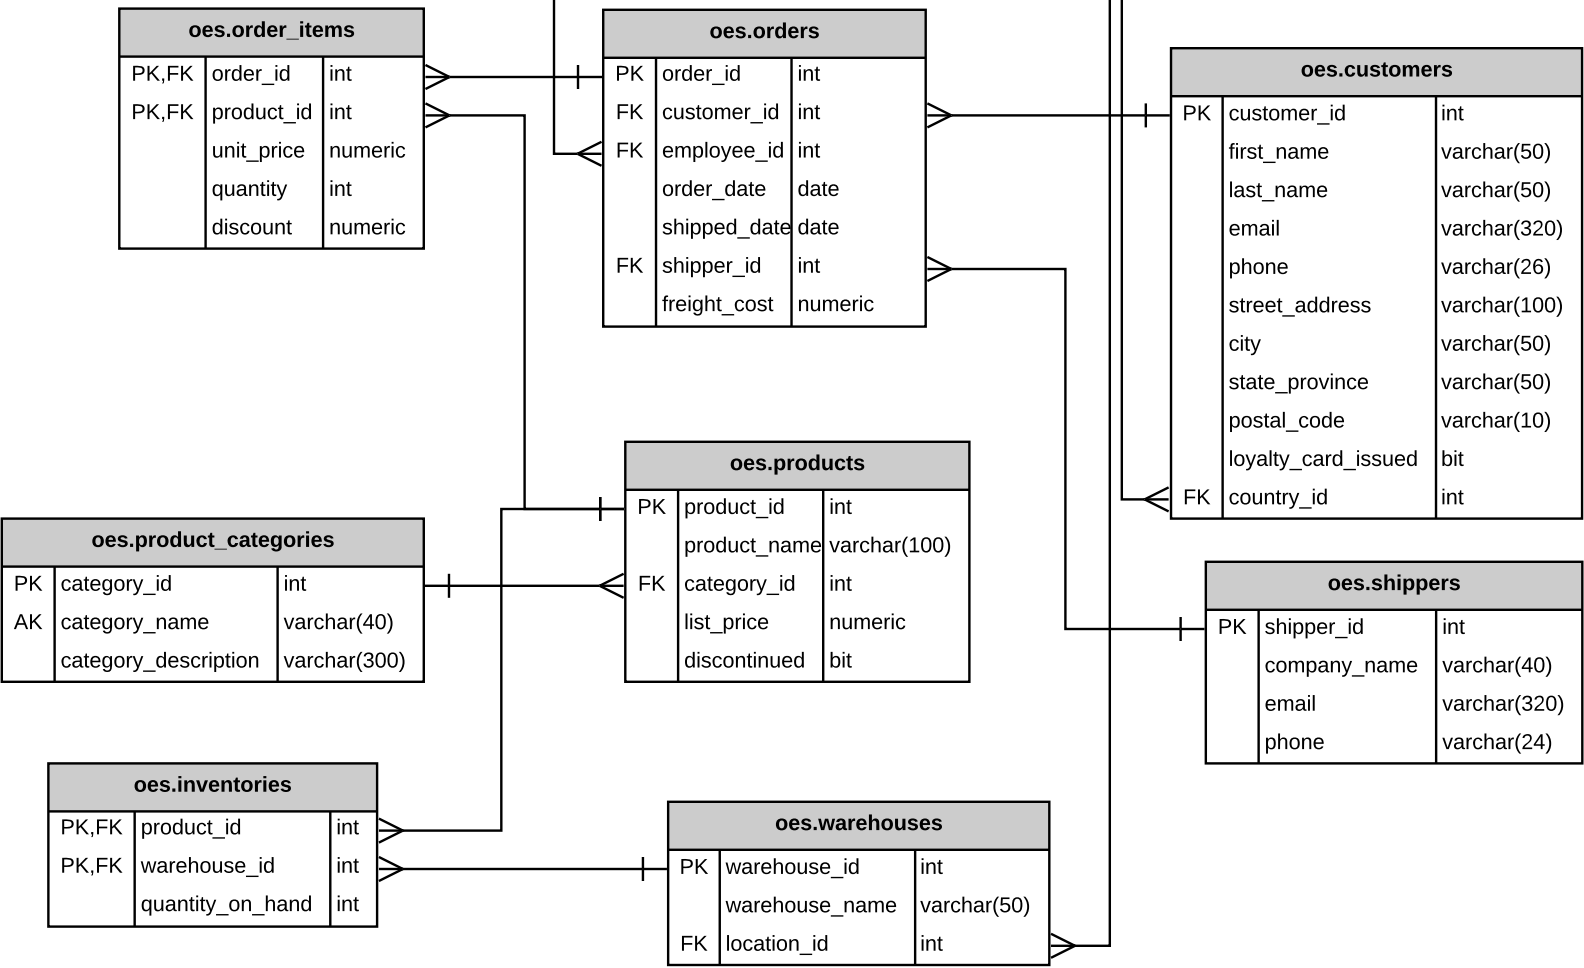 oes.order_items
PK,FK order_id int
PK,FK product_id int
unit_price numeric
quantity int
discount numeric
oes.orders
PK order_id int
FK customer_id int
FK employee_id int
order_date date
shipped_date date
FK shipper_id int
freight_cost numeric
oes.customers
PK customer_id int
first_name varchar(50)
last_name varchar(50)
email varchar(320)
phone varchar(26)
street_address varchar(100)
city varchar(50)
state_province varchar(50)
postal_code varchar(10)
loyalty_card_issued bit
FK country_id int
oes.products
PK product_id int
product_name varchar(100)
FK category_id int
list_price numeric
discontinued bit
oes.product_categories
PK category_id int
AK category_name varchar(40)
category_description varchar(300)
oes.shippers
PK shipper_id int
company_name varchar(40)
email varchar(320)
phone varchar(24)
oes.inventories
PK,FK product_id int
PK,FK warehouse_id int
quantity_on_hand int
oes.warehouses
PK warehouse_id int
warehouse_name varchar(50)
FK location_id int